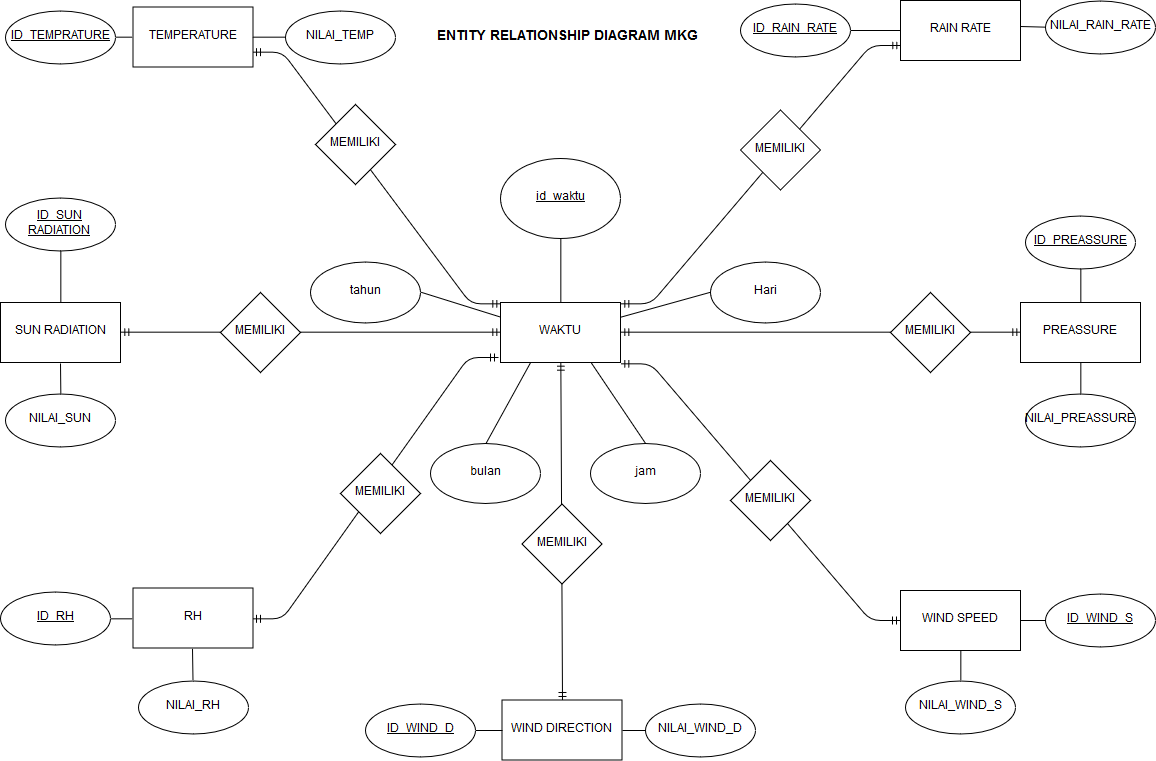 ID_TEMPRATURE
TEMPERATURE
NILAI_TEMP
ENTITY RELATIONSHIP DIAGRAM MKG
ID_RAIN_RATE
RAIN RATE
NILAI_RAIN_RATE
MEMILIKI
MEMILIKI
id_waktu
ID_SUN
RADIATION
ID_PREASSURE
tahun
Hari
SUN RADIATION
MEMILIKI
WAKTU
MEMILIKI
PREASSURE
NILAI_SUN
NILAI_PREASSURE
bulan
jam
MEMILIKI
MEMILIKI
MEMILIKI
ID_RH
RH
WIND SPEED
ID_WIND_S
NILAI_RH
NILAI_WIND_S
ID_WIND_D
WIND DIRECTION
NILAI_WIND_D